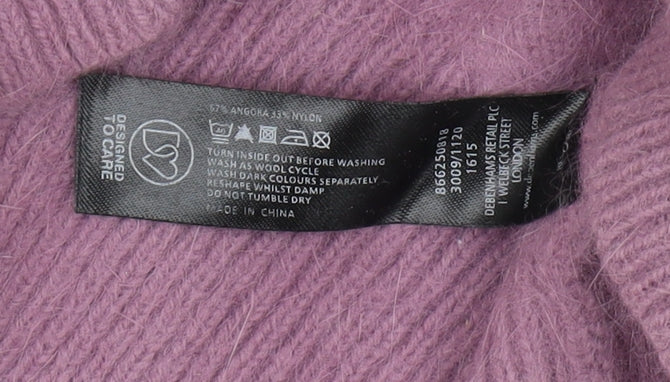 DESIGNED
TO CARE
67% ANGORA 33% NYLON
TURN INSIDE OUT BEFORE WASHING
WASH AS WOOL CYCLE
WASH DARK COLOURS SEPARATELY
RESHAPE WHILST DAMP
DO NOT TUMBLE DRY
MADE IN CHINA
866250818
3009/1120
1615
DEBENHAMS RETAIL PLC
1 WELBECK STREET
LONDON